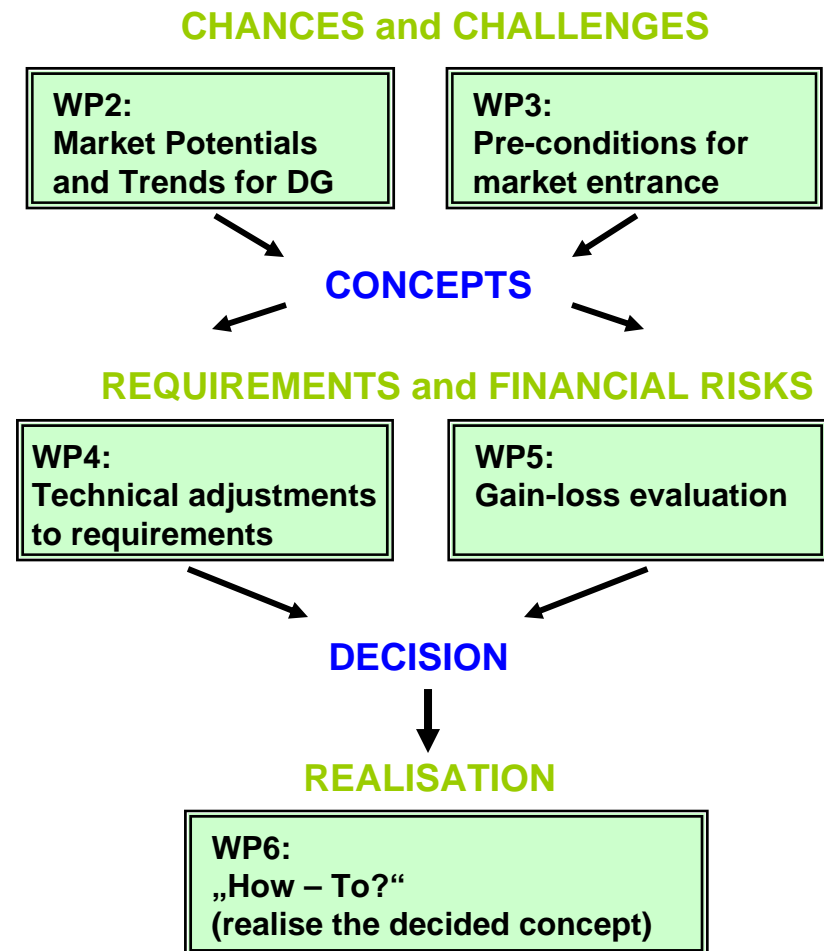 CHANCES and CHALLENGES
WP2:
Market Potentials
and Trends for DG
WP3:
Pre-conditions for
market entrance
CONCEPTS
REQUIREMENTS and FINANCIAL RISKS
WP4:
Technical adjustments
to requirements
WP5:
Gain-loss evaluation
DECISION
REALISATION
WP6:
„How – To?“
(realise the decided concept)